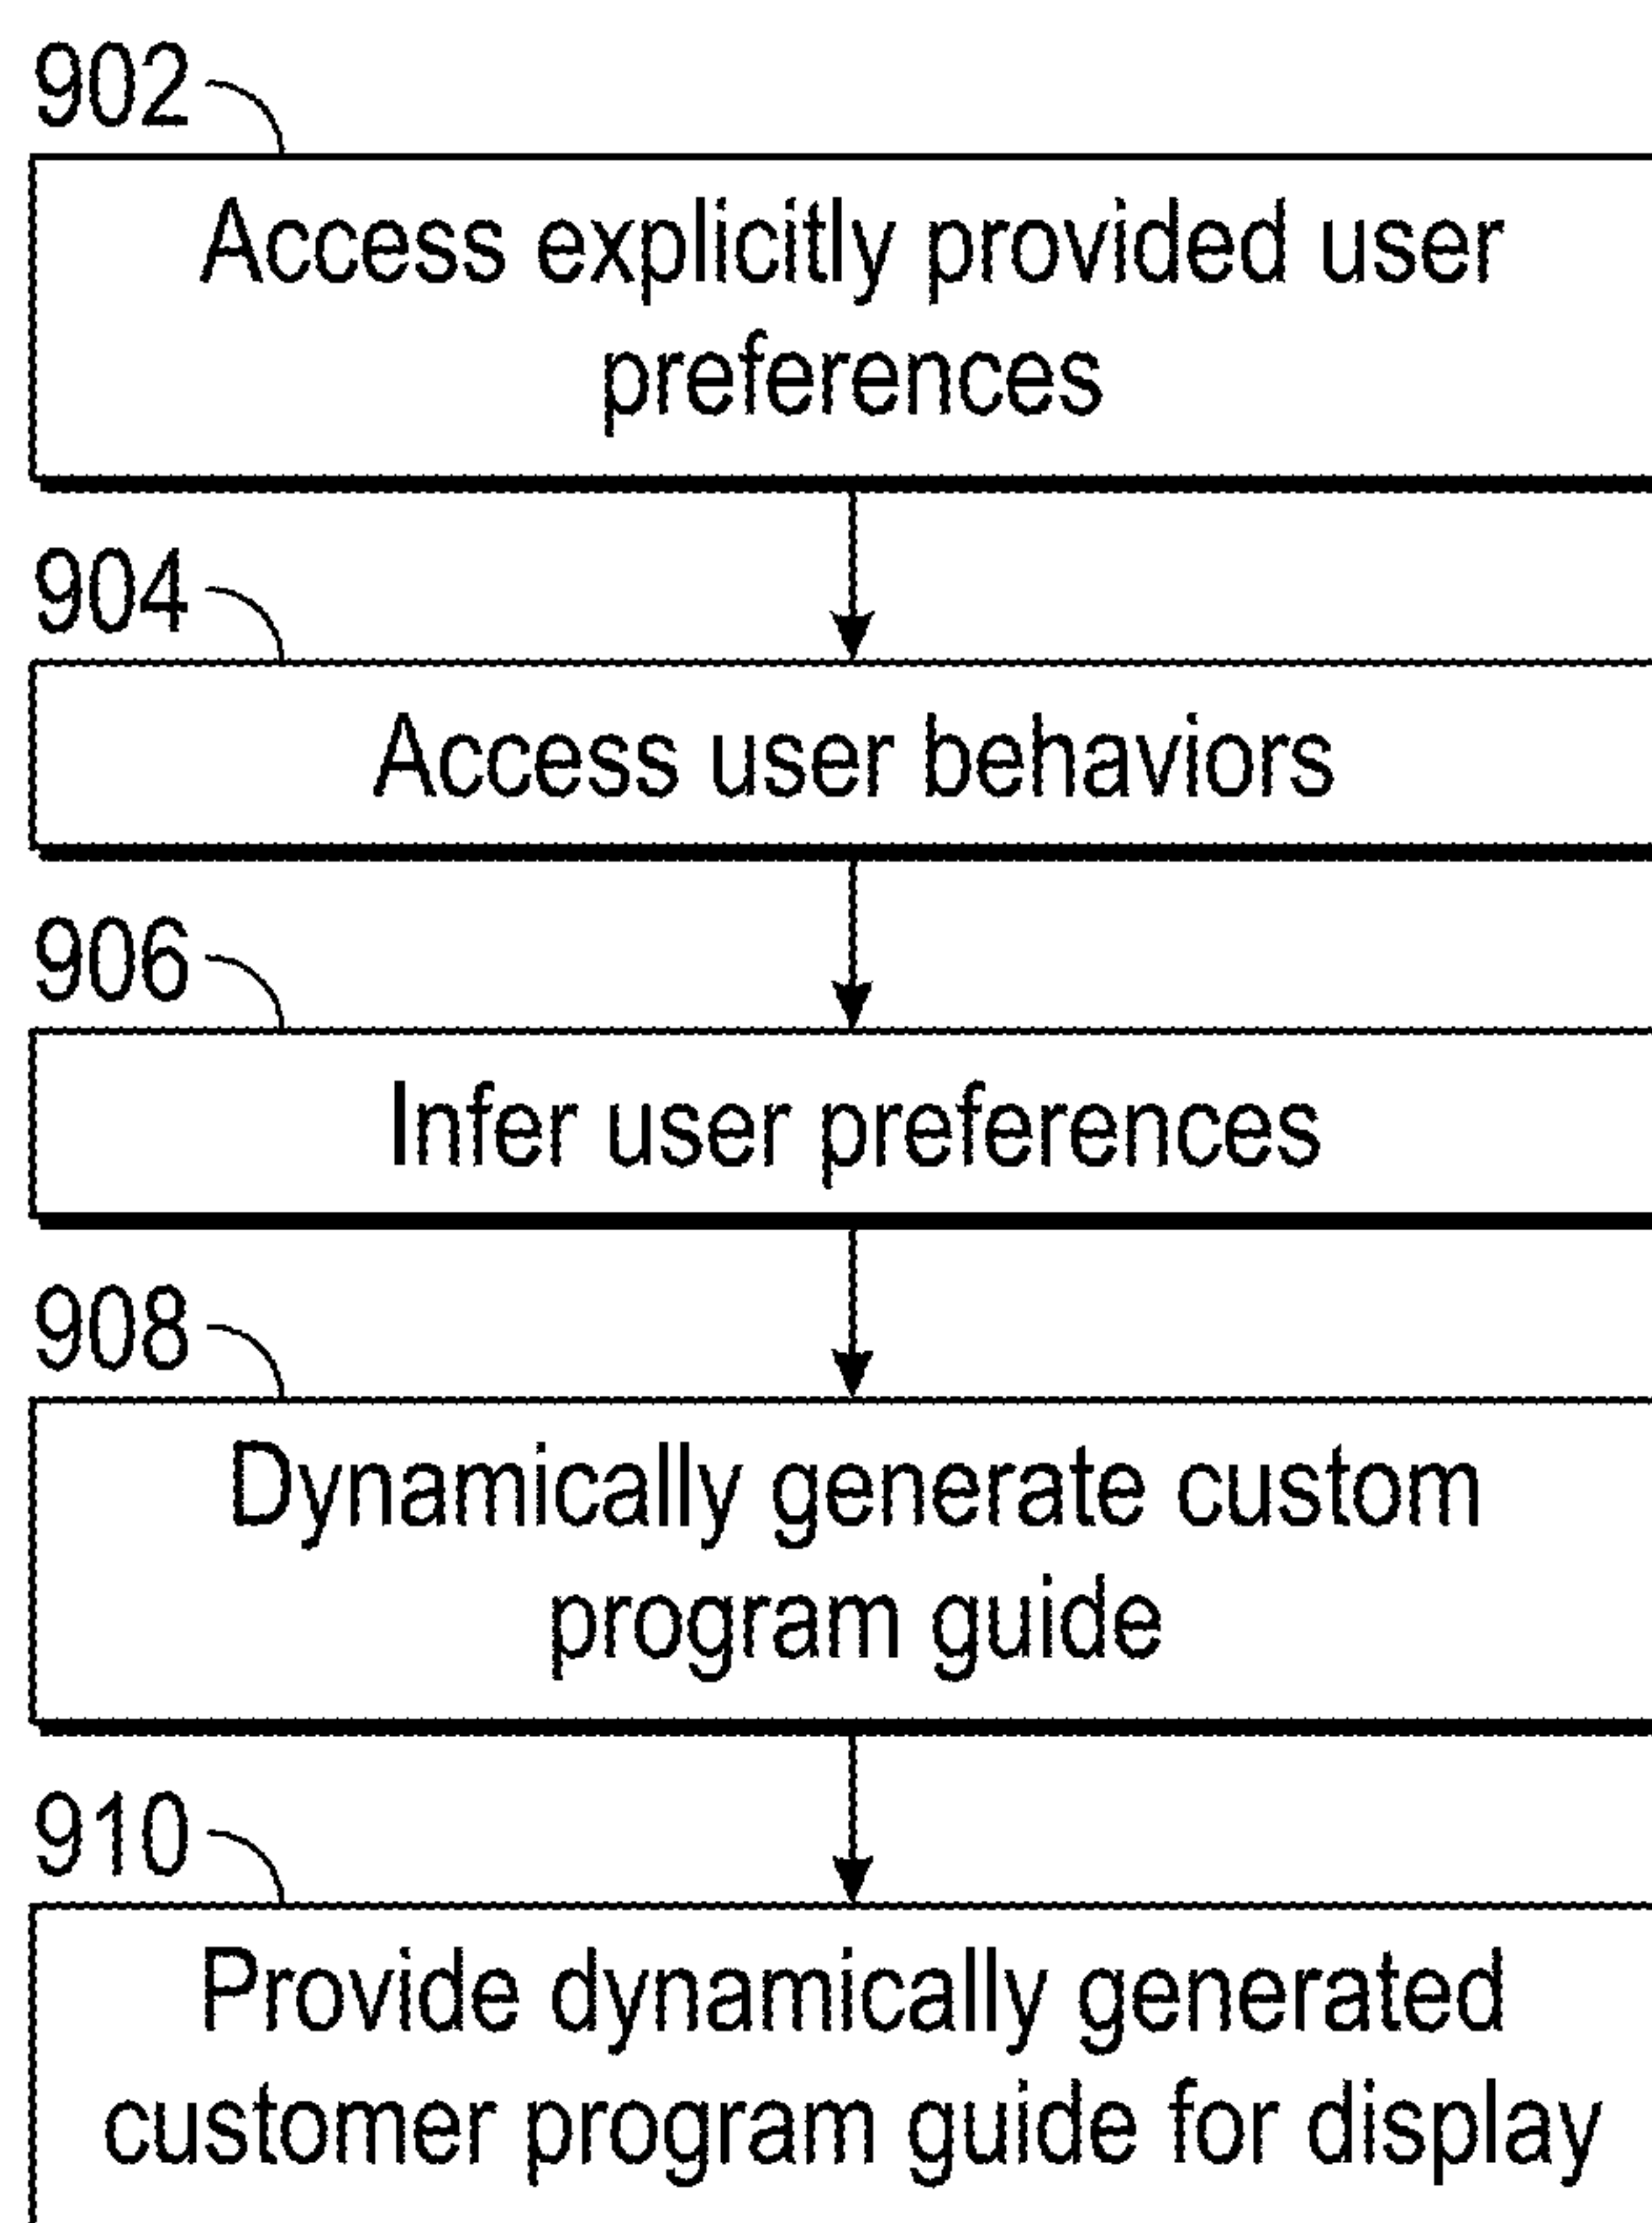 902
Access explicitly provided user
preferences
904
Access user behaviors
906
Infer user preferences
908
Dynamically generate custom
program guide
910
Provide dynamically generated
customer program guide for display